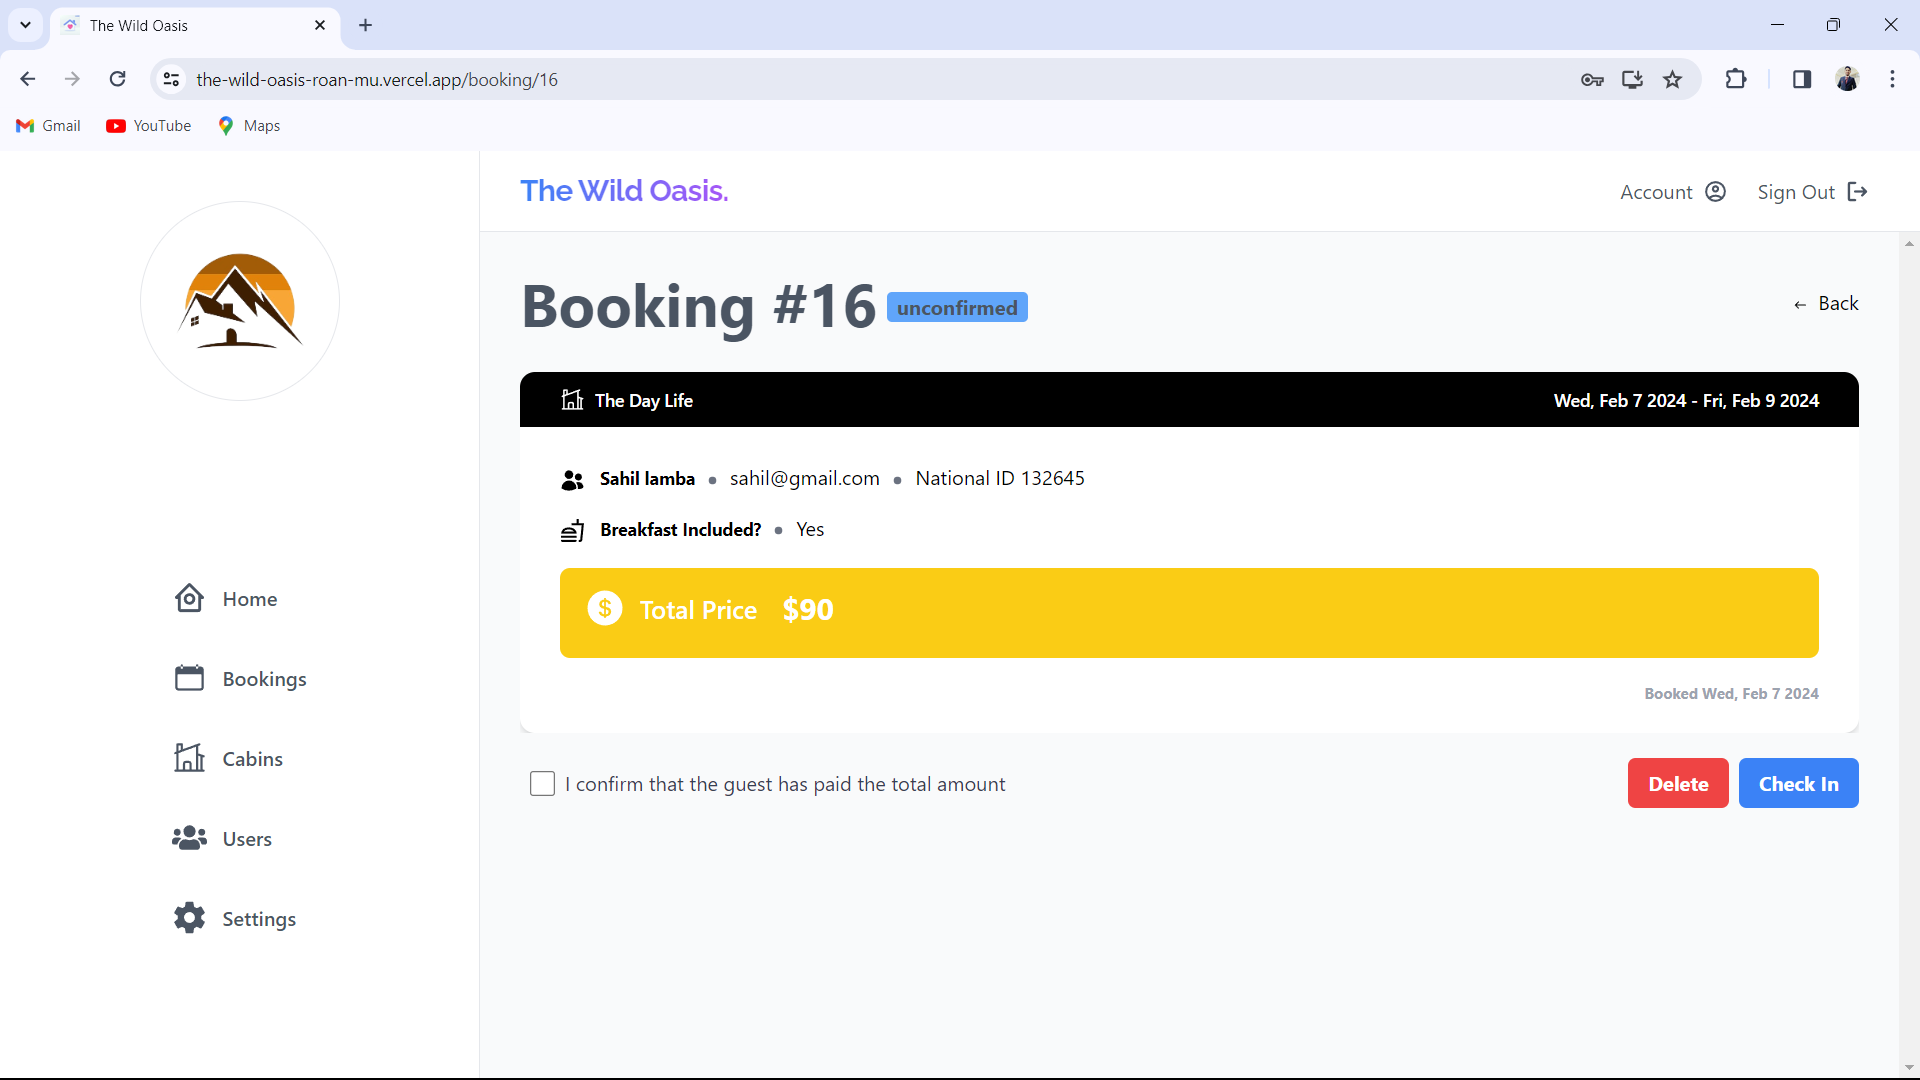 The Wild Oasis
the-wild-oasis-roan-mu.vercel.app/booking/16
Gmail YouTube Maps
The Wild Oasis. Account Sign Out
Booking #16 unconfirmed ← Back
The Day Life Wed, Feb 7 2024 - Fri, Feb 9 2024
Sahil lamba • sahil@gmail.com • National ID 132645
Breakfast Included? • Yes
$ Total Price $90
Booked Wed, Feb 7 2024
I confirm that the guest has paid the total amount Delete Check In
Home
Bookings
Cabins
Users
Settings